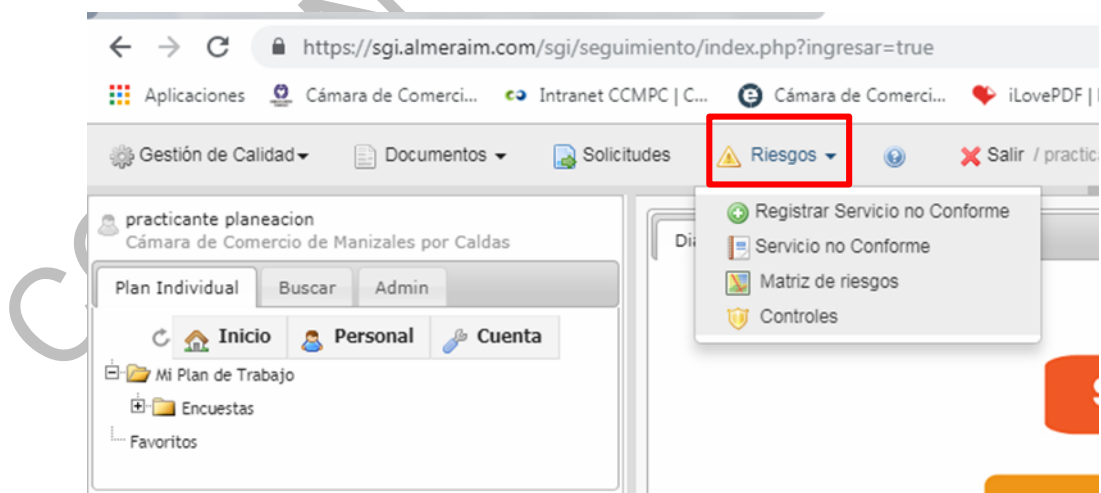 https://sgi.almeraim.com/sgi/seguimiento/index.php?ingresar=true
Aplicaciones Cámara de Comerci... Intranet CCMPC | C... Cámara de Comerci... iLovePDF |
Gestión de Calidad Documentos Solicitudes Riesgos Salir / practica
practicante planeacion
Cámara de Comercio de Manizales por Caldas
Plan Individual Buscar Admin
Inicio Personal Cuenta
Mi Plan de Trabajo
Encuestas
Favoritos
Registrar Servicio no Conforme
Servicio no Conforme
Matriz de riesgos
Controles